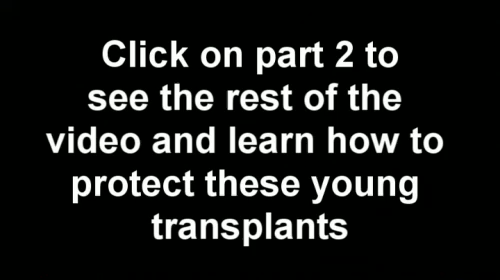 Click on part 2 to
see the rest of the
video and learn how to
protect these young
transplants